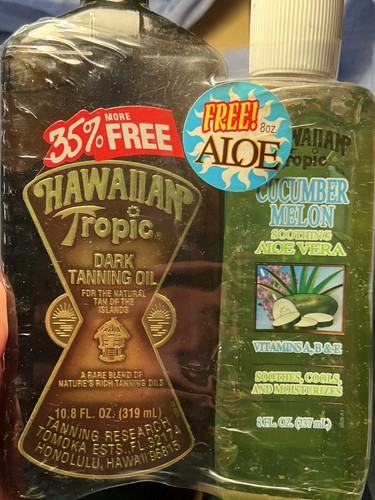 35% MORE
FREE
HAWAIIAN
Tropic®
DARK
TANNING OIL
FOR THE NATURAL
TAN OF THE
ISLANDS
A RARE BLEND OF
NATURE'S RICH TANNING OILS
10.8 FL. OZ. (319 mL)
TANNING RESEARCH
TOMOKA ESTS. FL 32174
HONOLULU, HAWAII 96815
FREE! 8oz.
ALOE
HAWAIIAN
Tropic
CUCUMBER
MELON
SOOTHING
ALOE VERA
VITAMINS A, B & E
SOOTHES, COOLS,
AND MOISTURIZES
8 FL. OZ. (237 mL)